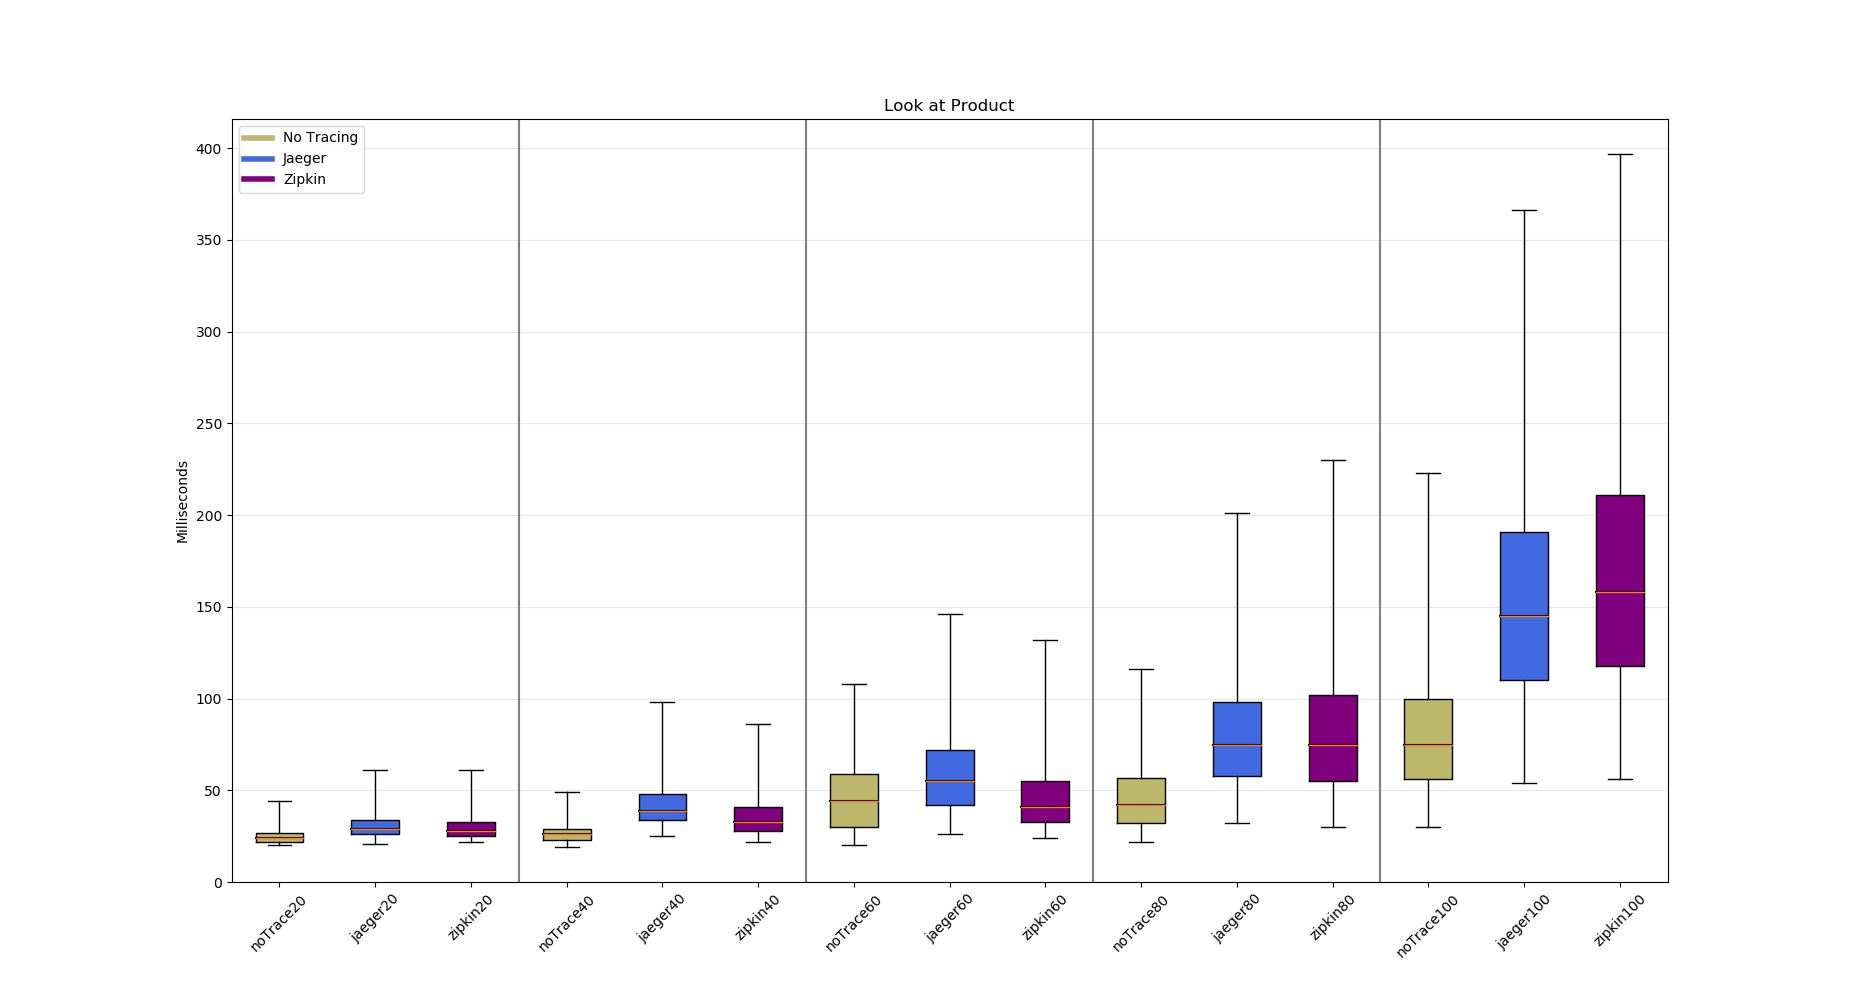 Look at Product
No Tracing
Jaeger
Zipkin
Milliseconds
400
350
300
250
200
150
100
50
0
noTrace20
jaeger20
zipkin20
noTrace40
jaeger40
zipkin40
noTrace60
jaeger60
zipkin60
noTrace80
jaeger80
zipkin80
noTrace100
jaeger100
zipkin100